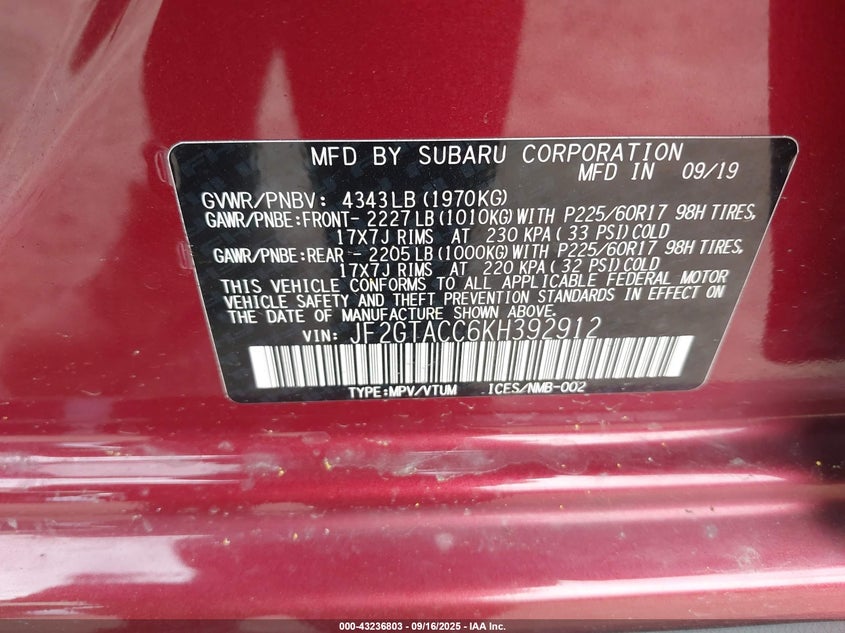 MFD BY SUBARU CORPORATION
MFD IN 09/19
GVWR/PNBV: 4343LB (1970KG)
GAWR/PNBE:FRONT- 2227LB (1010KG) WITH P225/60R17 98H TIRES,
17X7J RIMS AT 230 KPA ( 33 PSI) COLD
GAWR/PNBE:REAR - 2205LB (1000KG) WITH P225/60R17 98H TIRES,
17X7J RIMS AT 220 KPA ( 32 PSI) COLD
THIS VEHICLE CONFORMS TO ALL APPLICABLE FEDERAL MOTOR
VEHICLE SAFETY AND THEFT PREVENTION STANDARDS IN EFFECT ON
THE DATE OF MANUFACTURE SHOWN ABOVE.
VIN: JF2GTACC6KH392912
TYPE:MPV/VTUM ICES/NMB-002
000-43236803 - 09/16/2025 - IAA Inc.